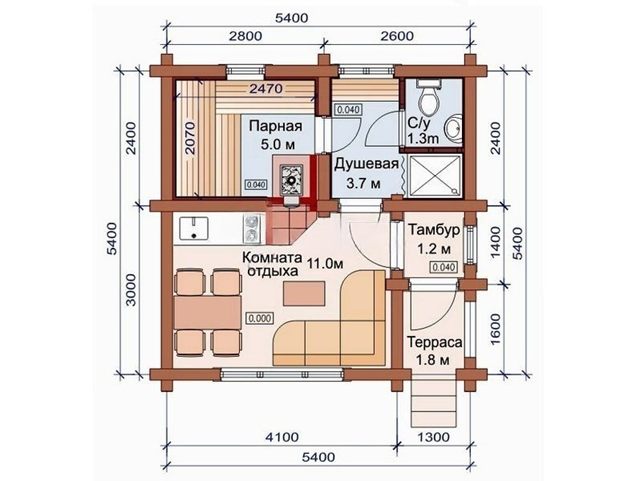 5400
2800
2600
2470
0.040
2070
Парная
5.0 м
0.040
С/у
1.3m
Душевая
3.7 м
2400
5400
3000
2400
1400
5400
1600
Тамбур
1.2 м
0.040
Комната
отдыха 11.0м
0.000
Терраса
1.8 м
4100
1300
5400